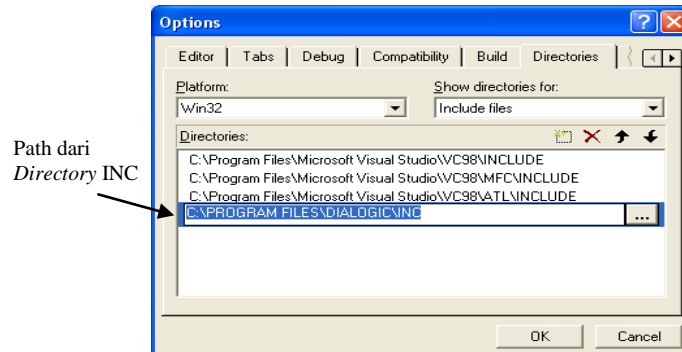 Options
Editor Tabs Debug Compatibility Build Directories
Platform: Show directories for:
Win32 Include files
Directories:
C:\Program Files\Microsoft Visual Studio\VC98\INCLUDE
C:\Program Files\Microsoft Visual Studio\VC98\MFC\INCLUDE
C:\Program Files\Microsoft Visual Studio\VC98\ATL\INCLUDE
C:\PROGRAM FILES\DIALOGIC\INC ...
Path dari
Directory INC
OK Cancel